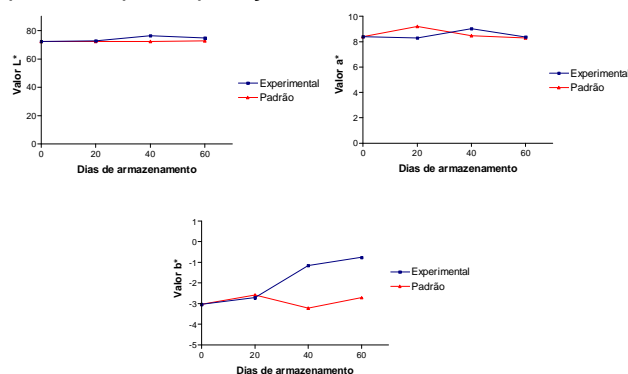 80
60
40
20
0
Valor L*
0 20 40 60
Dias de armazenamento
Experimental
Padrão
10
8
6
4
2
0
Valor a*
0 20 40 60
Dias de armazenamento
Experimental
Padrão
1
0
-1
-2
-3
-4
-5
Valor b*
0 20 40 60
Dias de armazenamento
Experimental
Padrão